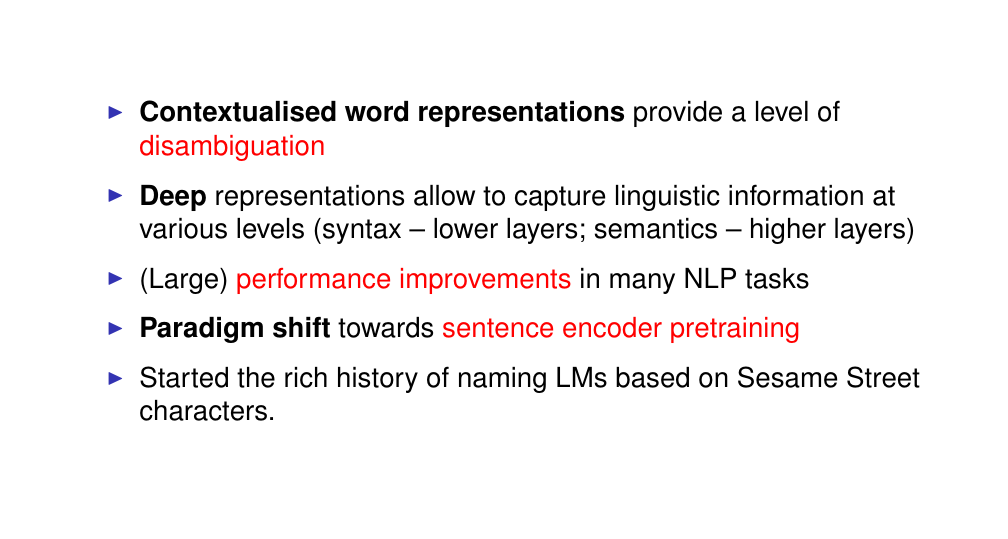 Contextualised word representations provide a level of
disambiguation
Deep representations allow to capture linguistic information at
various levels (syntax – lower layers; semantics – higher layers)
(Large) performance improvements in many NLP tasks
Paradigm shift towards sentence encoder pretraining
Started the rich history of naming LMs based on Sesame Street
characters.